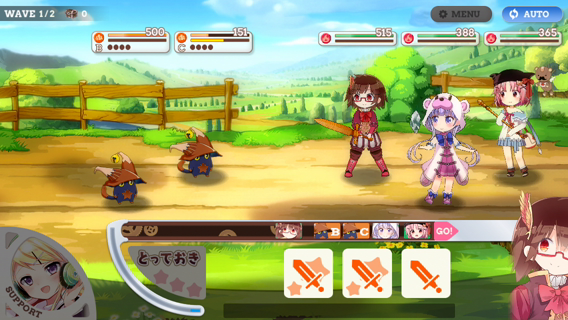 WAVE 1/2 0
MENU
AUTO
500
B
151
C
515
388
365
B
C
GO!
とっておき
SUPPORT